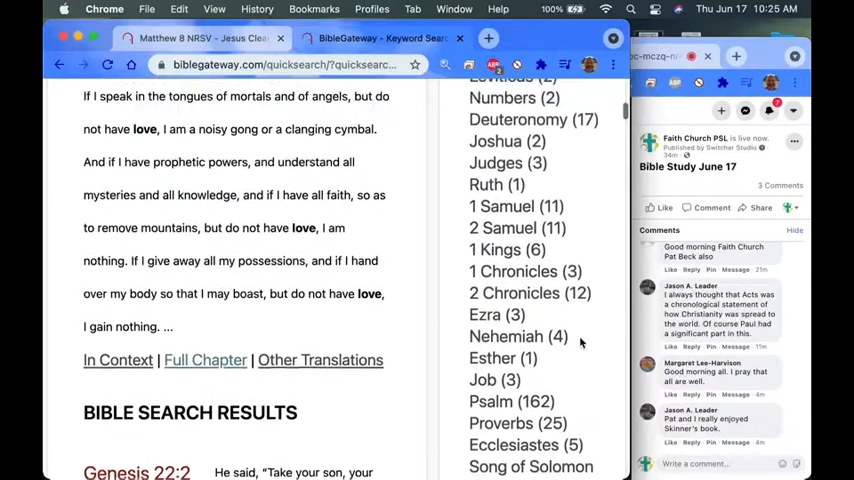 Chrome File Edit View History Bookmarks Profiles Tab Window Help 100% Thu Jun 17 10:25 AM
Matthew 8 NRSV - Jesus Clea
BibleGateway - Keyword Sear
biblegateway.com/quicksearch/?quicksearc...
If I speak in the tongues of mortals and of angels, but do
not have love, I am a noisy gong or a clanging cymbal.
And if I have prophetic powers, and understand all
mysteries and all knowledge, and if I have all faith, so as
to remove mountains, but do not have love, I am
nothing. If I give away all my possessions, and if I hand
over my body so that I may boast, but do not have love,
I gain nothing. ...
In Context | Full Chapter | Other Translations
BIBLE SEARCH RESULTS
Genesis 22:2
He said, “Take your son, your
Leviticus (2)
Numbers (2)
Deuteronomy (17)
Joshua (2)
Judges (3)
Ruth (1)
1 Samuel (11)
2 Samuel (11)
1 Kings (6)
1 Chronicles (3)
2 Chronicles (12)
Ezra (3)
Nehemiah (4)
Esther (1)
Job (3)
Psalm (162)
Proverbs (25)
Ecclesiastes (5)
Song of Solomon
Faith Church PSL is live now.
Published by Switcher Studio
34m
Bible Study June 17
3 Comments
Like Comment Share
Comments Hide
Good morning Faith Church
Pat Beck also
Like · Reply · Pin · Message · 21m
Jason A. Leader
I always thought that Acts was
a chronological statement of
how Christianity was spread to
the world. Of course Paul had
a significant part in this.
Like · Reply · Pin · Message · 11m
Margaret Lee-Harvison
Good morning all. I pray that
all are well.
Like · Reply · Pin · Message · 4m
Jason A. Leader
Pat and I really enjoyed
Skinner's book.
Like · Reply · Pin · Message · 4m
Write a comment...